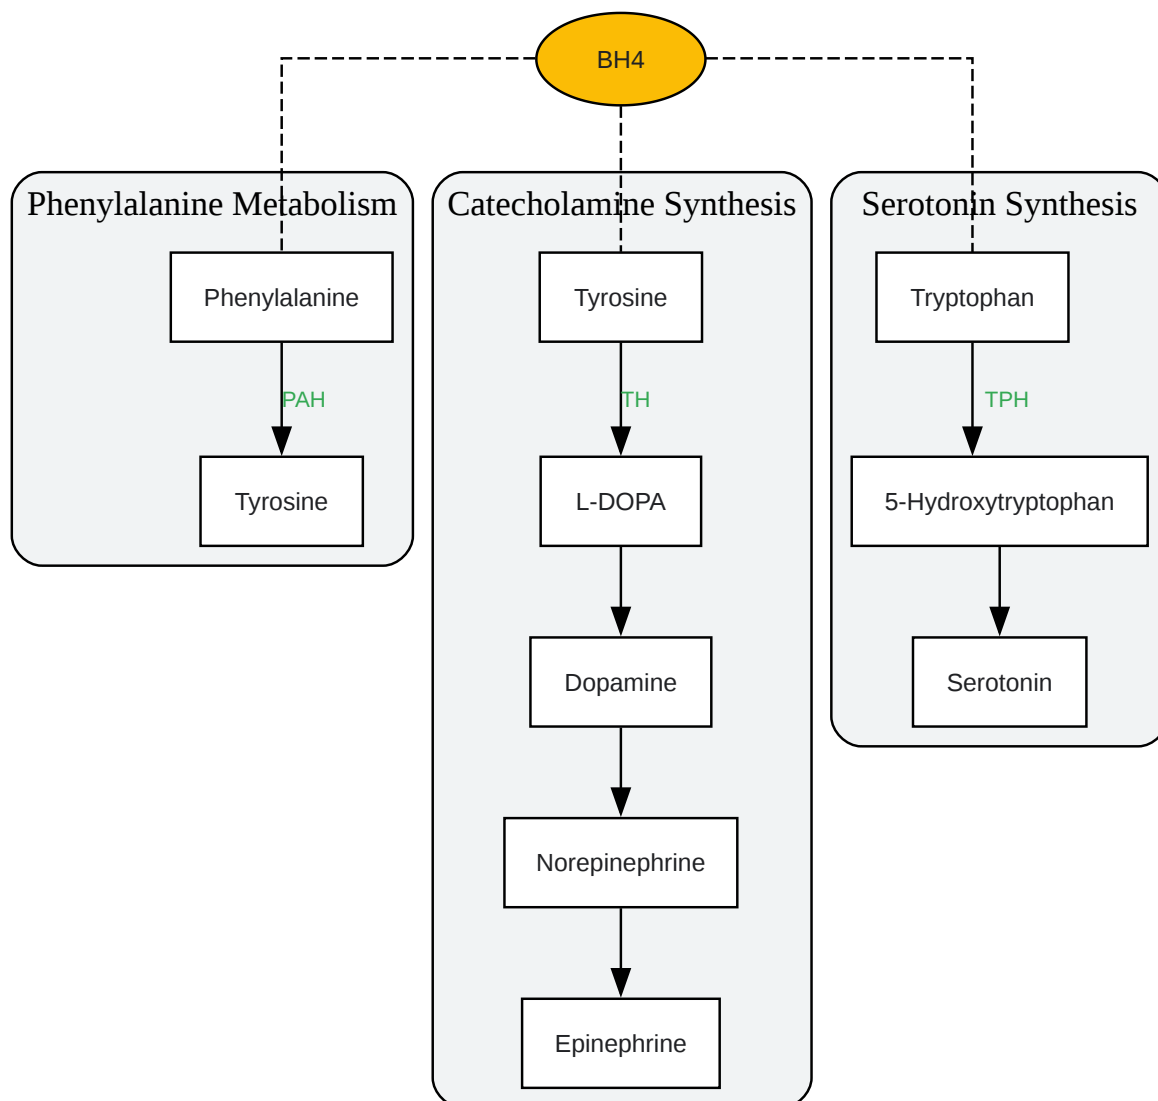 BH4
Phenylalanine Metabolism
Phenylalanine
PAH
Tyrosine
Catecholamine Synthesis
Tyrosine
TH
L-DOPA
Dopamine
Norepinephrine
Epinephrine
Serotonin Synthesis
Tryptophan
TPH
5-Hydroxytryptophan
Serotonin